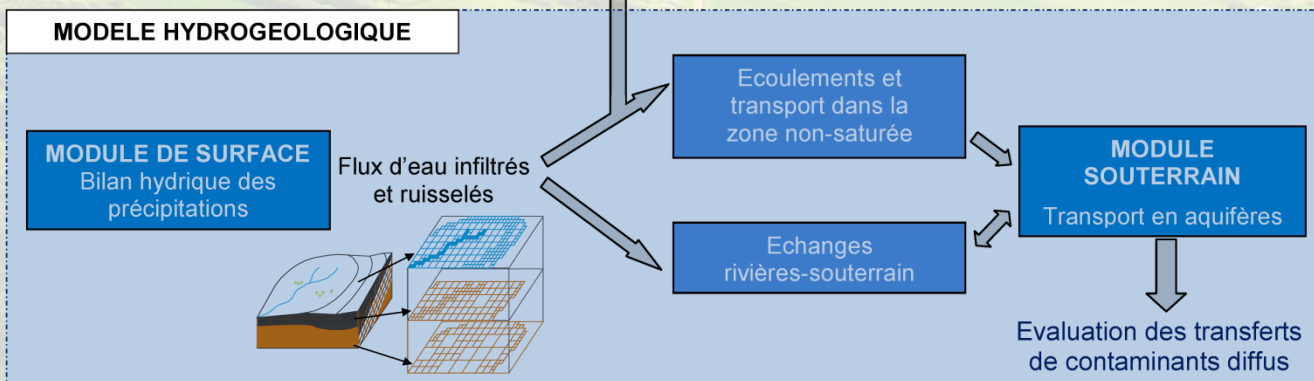 MODELE HYDROGEOLOGIQUE
MODULE DE SURFACE
Bilan hydrique des
précipitations
Flux d'eau infiltrés
et ruisselés
Ecoulements et
transport dans la
zone non-saturée
Echanges
rivières-souterrain
MODULE
SOUTERRAIN
Transport en aquifères
Evaluation des transferts
de contaminants diffus